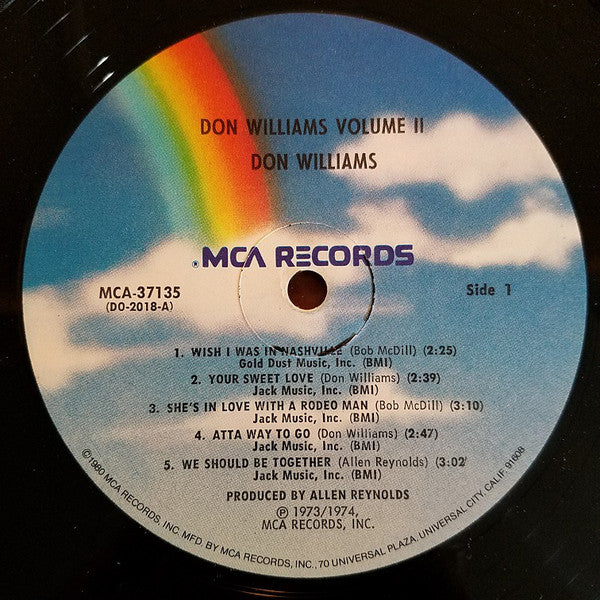 DON WILLIAMS VOLUME II
DON WILLIAMS
® MCA RECORDS
MCA-37135
(DO-2018-A)
Side 1
1. WISH I WAS IN NASHVILLE (Bob McDill) (2:25)
Gold Dust Music, Inc. (BMI)
2. YOUR SWEET LOVE (Don Williams) (2:39)
Jack Music, Inc. (BMI)
3. SHE'S IN LOVE WITH A RODEO MAN (Bob McDill) (3:10)
Jack Music, Inc. (BMI)
4. ATTA WAY TO GO (Don Williams) (2:47)
Jack Music, Inc. (BMI)
5. WE SHOULD BE TOGETHER (Allen Reynolds) (3:02)
Jack Music, Inc. (BMI)
PRODUCED BY ALLEN REYNOLDS
℗ 1973/1974,
MCA RECORDS, INC.
©1980 MCA RECORDS, INC. MFD. BY MCA RECORDS, INC., 70 UNIVERSAL PLAZA, UNIVERSAL CITY, CALIF. 91608